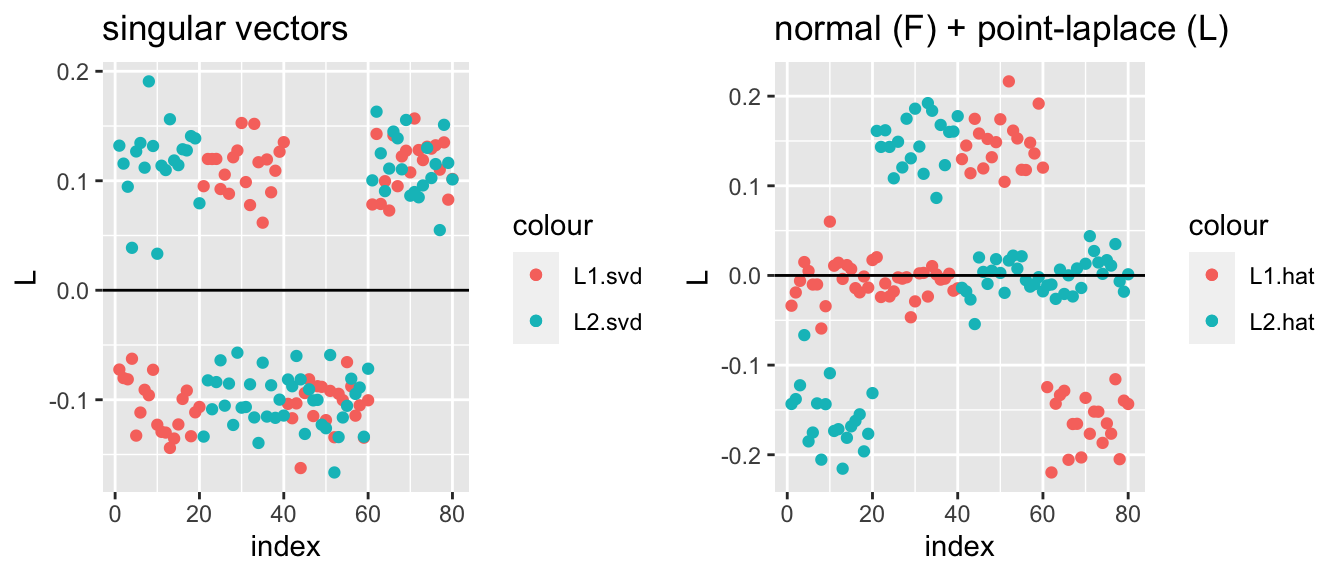 singular vectors
0.2
0.1
0.0
-0.1
L
0
20
40
60
80
index
colour
L1.svd
L2.svd
normal (F) + point-laplace (L)
0.2
0.1
0.0
-0.1
-0.2
L
0
20
40
60
80
index
colour
L1.hat
L2.hat